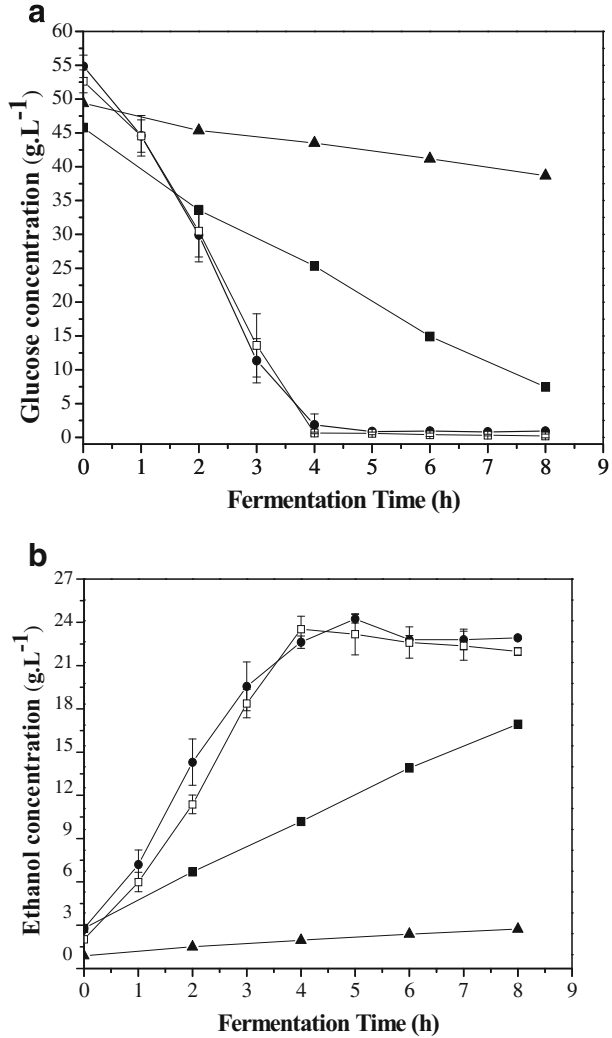 a
60
55
50
45
40
35
30
25
20
15
10
5
0
Glucose concentration (g.L⁻¹)
0 1 2 3 4 5 6 7 8 9
Fermentation Time (h)
b
27
24
21
18
15
12
9
6
3
0
Ethanol concentration (g.L⁻¹)
0 1 2 3 4 5 6 7 8 9
Fermentation Time (h)